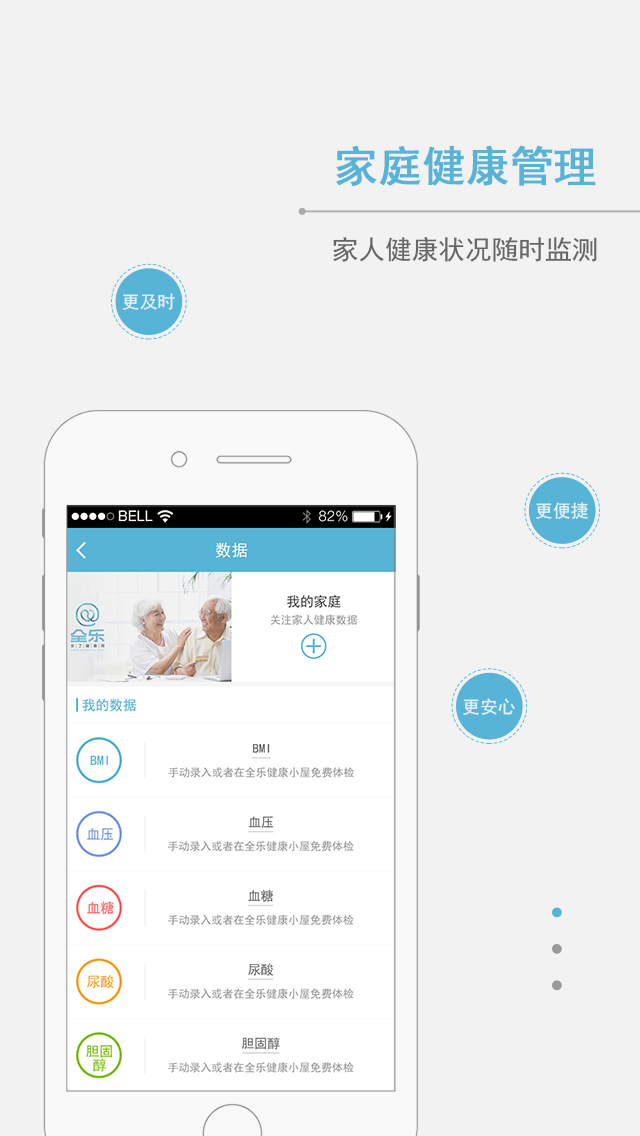 家庭健康管理
家人健康状况随时监测
更及时
更便捷
更安心
BELL
82%
数据
全乐
我的家庭
关注家人健康数据
我的数据
BMI
BMI
手动录入或者在全乐健康小屋免费体检
血压
血压
手动录入或者在全乐健康小屋免费体检
血糖
血糖
手动录入或者在全乐健康小屋免费体检
尿酸
尿酸
手动录入或者在全乐健康小屋免费体检
胆固
醇
胆固醇
手动录入或者在全乐健康小屋免费体检